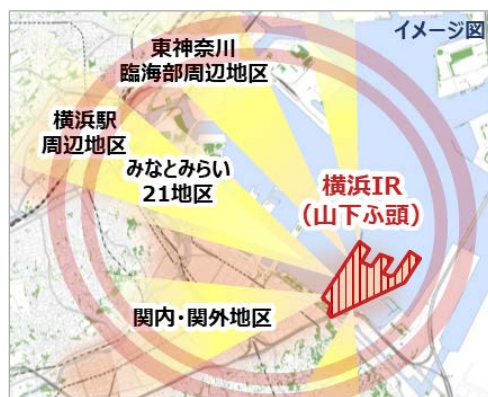 イメージ図
東神奈川
臨海部周辺地区
横浜駅
周辺地区
みなとみらい
21地区
横浜IR
(山下ふ頭)
関内・関外地区